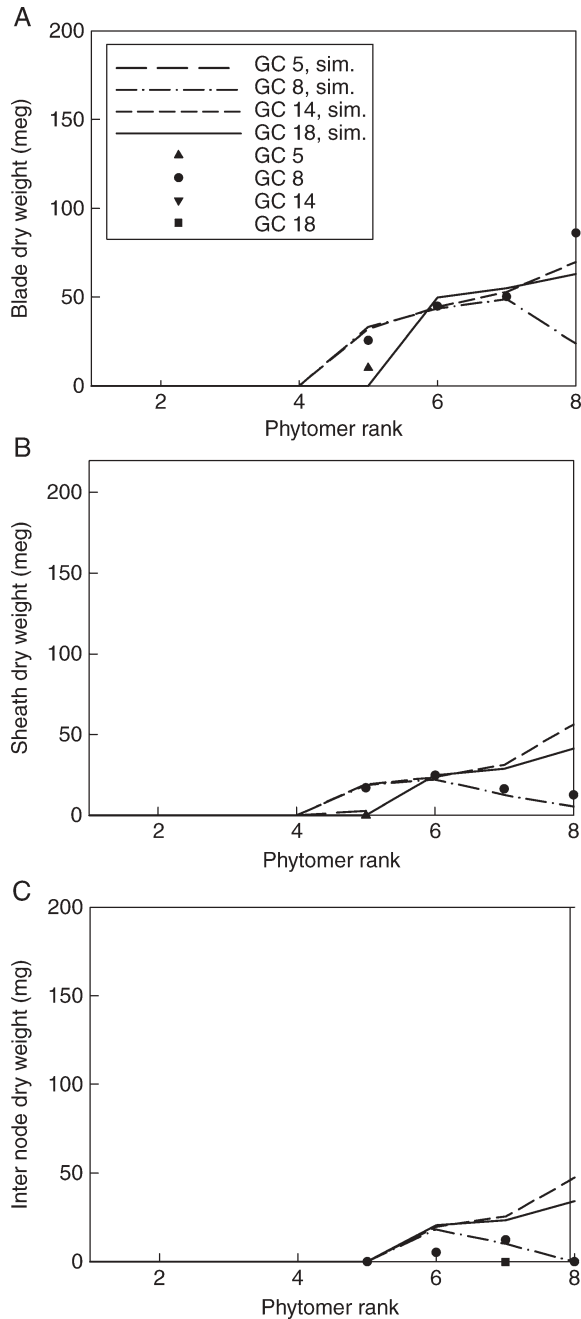 A
200
150
100
50
0
Blade dry weight (meg)
GC 5, sim.
GC 8, sim.
GC 14, sim.
GC 18, sim.
GC 5
GC 8
GC 14
GC 18
2 4 6 8
Phytomer rank
B
200
150
100
50
0
Sheath dry weight (meg)
2 4 6 8
Phytomer rank
C
200
150
100
50
0
Inter node dry weight (mg)
2 4 6 8
Phytomer rank